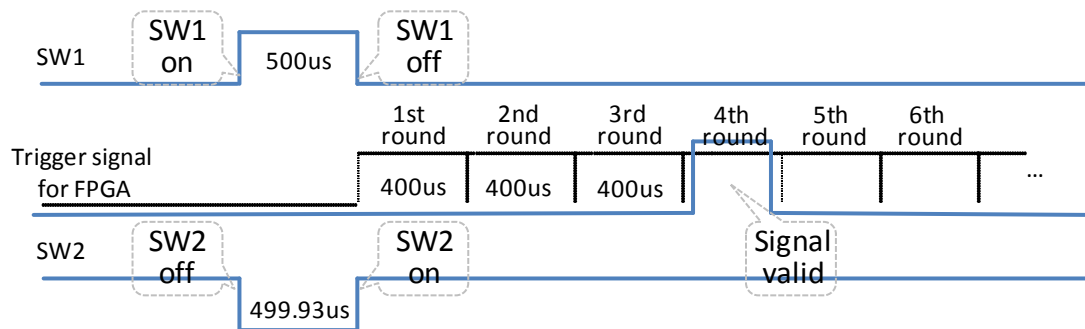 SW1
SW1
on
500us
SW1
off
1st
round
2nd
round
3rd
round
4th
round
5th
round
6th
round
Trigger signal
for FPGA
400us
400us
400us
...
SW2
SW2
off
499.93us
SW2
on
Signal
valid